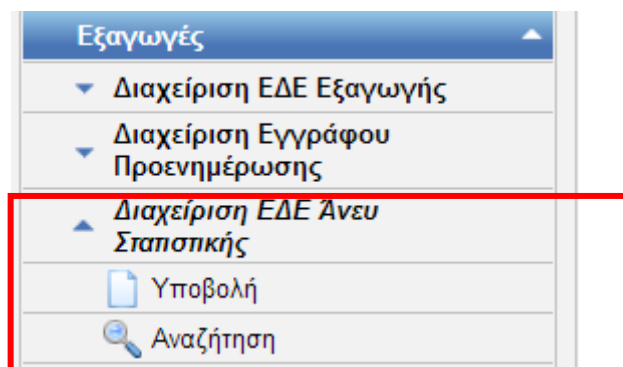 Εξαγωγές
Διαχείριση ΕΔΕ Εξαγωγής
Διαχείριση Εγγράφου
Προενημέρωσης
Διαχείριση ΕΔΕ Άνευ
Στατιστικής
Υποβολή
Αναζήτηση